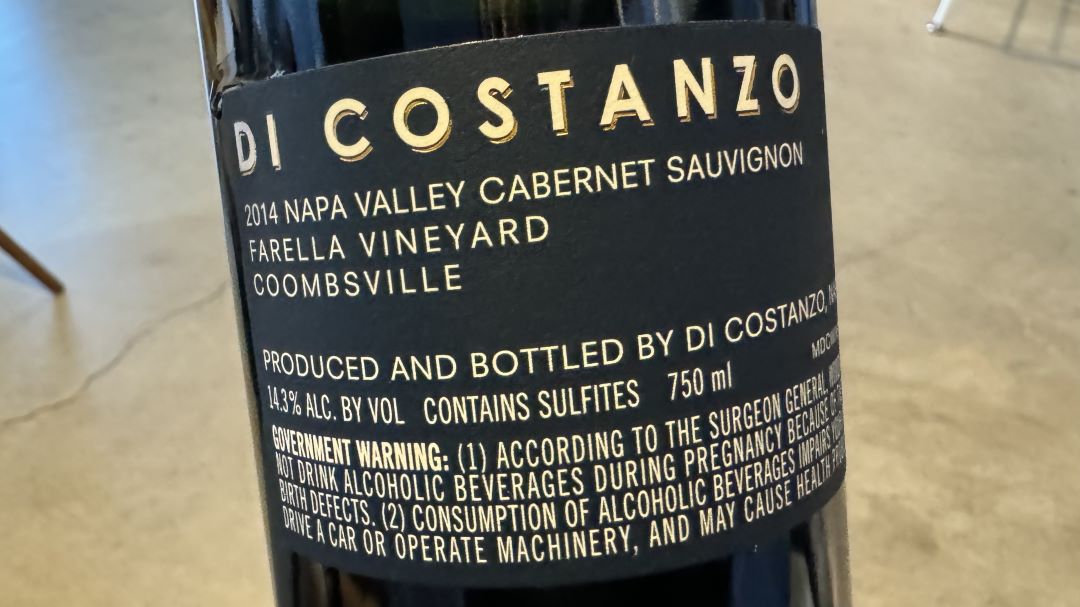 DI COSTANZO
2014 NAPA VALLEY CABERNET SAUVIGNON
FARELLA VINEYARD
COOMBSVILLE
PRODUCED AND BOTTLED BY DI COSTANZO,
14.3% ALC. BY VOL CONTAINS SULFITES 750 ml
GOVERNMENT WARNING: (1) ACCORDING TO THE SURGEON GENERAL,
NOT DRINK ALCOHOLIC BEVERAGES DURING PREGNANCY BECAUSE OF
BIRTH DEFECTS. (2) CONSUMPTION OF ALCOHOLIC BEVERAGES IMPAIRS
DRIVE A CAR OR OPERATE MACHINERY, AND MAY CAUSE HEALTH